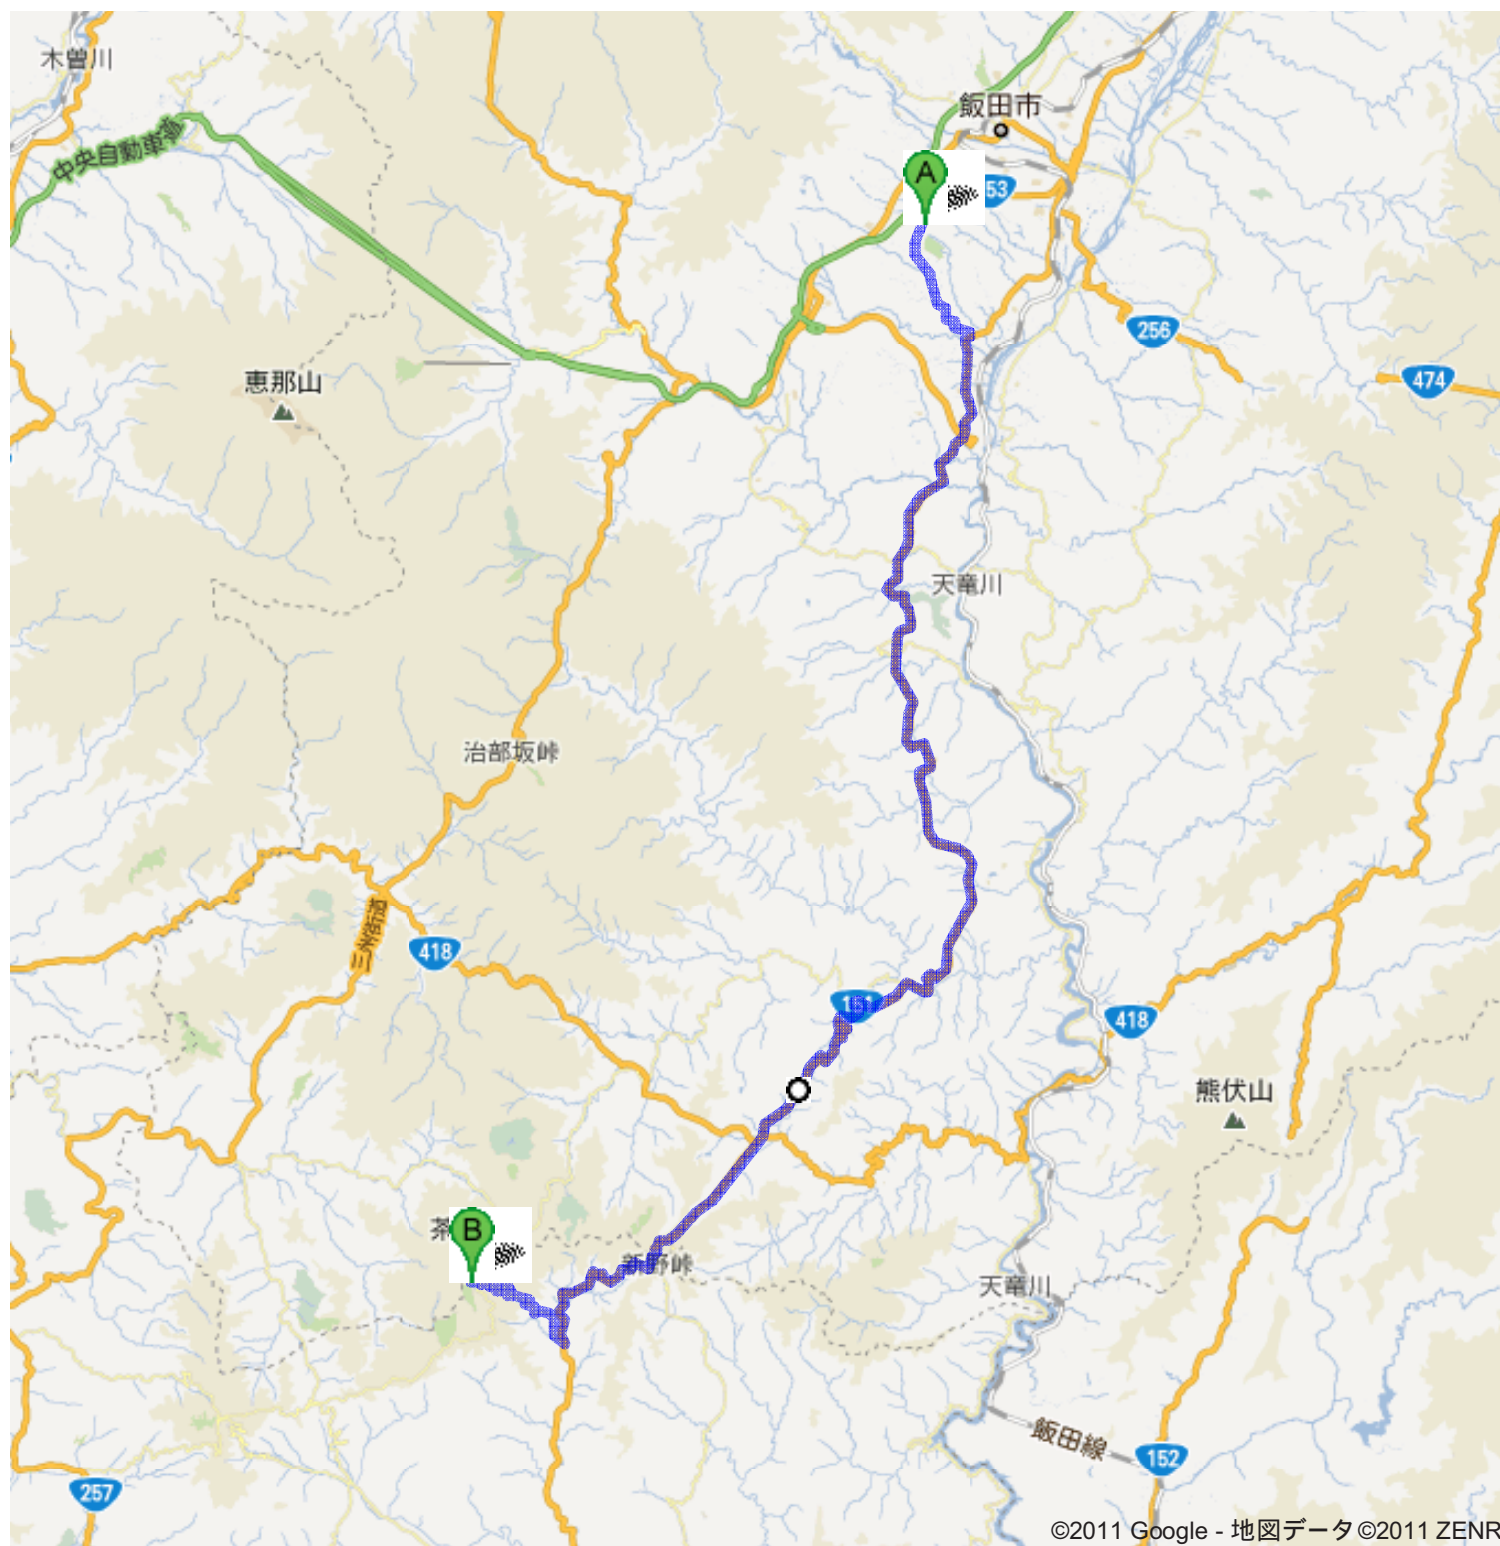 木曽川
飯田市
中央自動車道
A
53
256
恵那山
474
天竜川
治部坂峠
三州街道
418
151
418
熊伏山
茶
B
新野峠
天竜川
飯田線
152
257
©2011 Google - 地図データ ©2011 ZENR